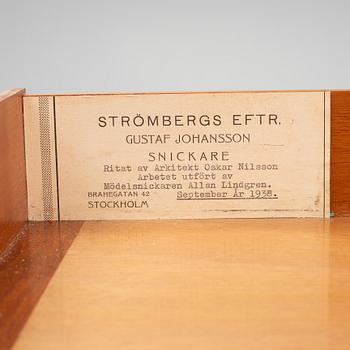 STRÖMBERGS EFTR.
GUSTAF JOHANSSON
SNICKARE
Ritat av Arkitekt Oskar Nilsson
Arbetet utfört av
Mödelsnickaren Allan Lindgren.
BRAHEGATAN 42 September År 1938.
STOCKHOLM